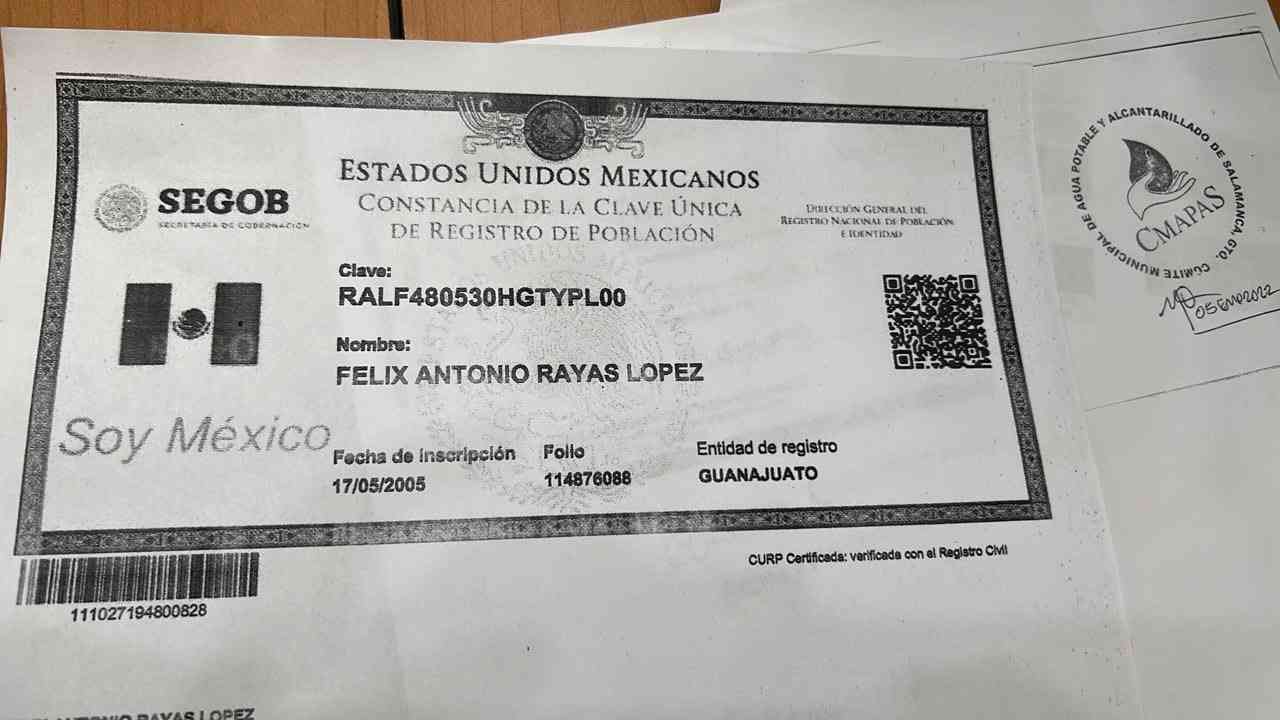 ESTADOS UNIDOS MEXICANOS
CONSTANCIA DE LA CLAVE ÚNICA
DE REGISTRO DE POBLACIÓN
SEGOB
SECRETARÍA DE GOBERNACIÓN
DIRECCIÓN GENERAL DEL
REGISTRO NACIONAL DE POBLACIÓN
E IDENTIDAD
Clave:
RALF480530HGTYPL00
Nombre:
FELIX ANTONIO RAYAS LOPEZ
Soy México
Fecha de inscripción
17/05/2005
Folio
114876088
Entidad de registro
GUANAJUATO
CURP Certificada: verificada con el Registro Civil
111027194800828
ANTONIO RAYAS LOPEZ
COMITE MUNICIPAL DE AGUA POTABLE Y ALCANTARILLADO DE SALAMANCA GTO.
CMAPAS
05 Ene 2022